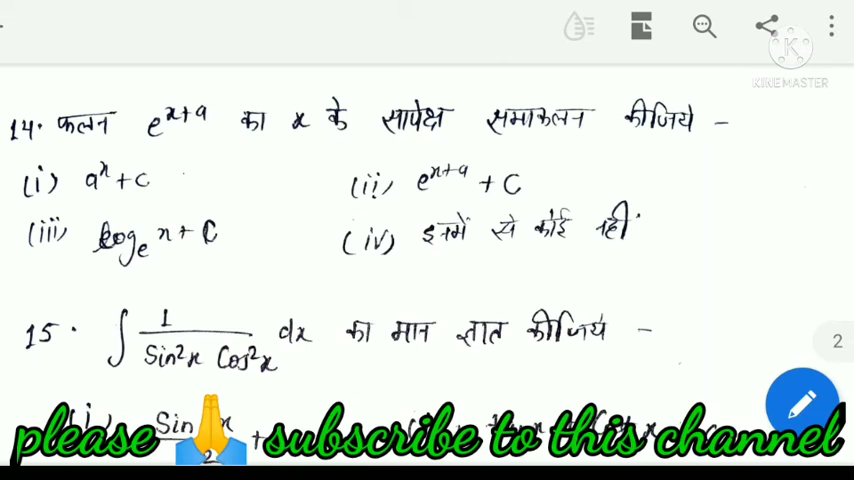 KINEMASTER
14. फलन e^{x+a} का x के सापेक्ष समाकलन कीजिये –
(i) a^x + c (ii) e^{x+a} + C
(iii) log_e x + C (iv) इनमें से कोई नहीं
15. ∫ 1/(Sin²x Cos²x) dx का मान ज्ञात कीजिये –
2
please 🙏 subscribe to this channel